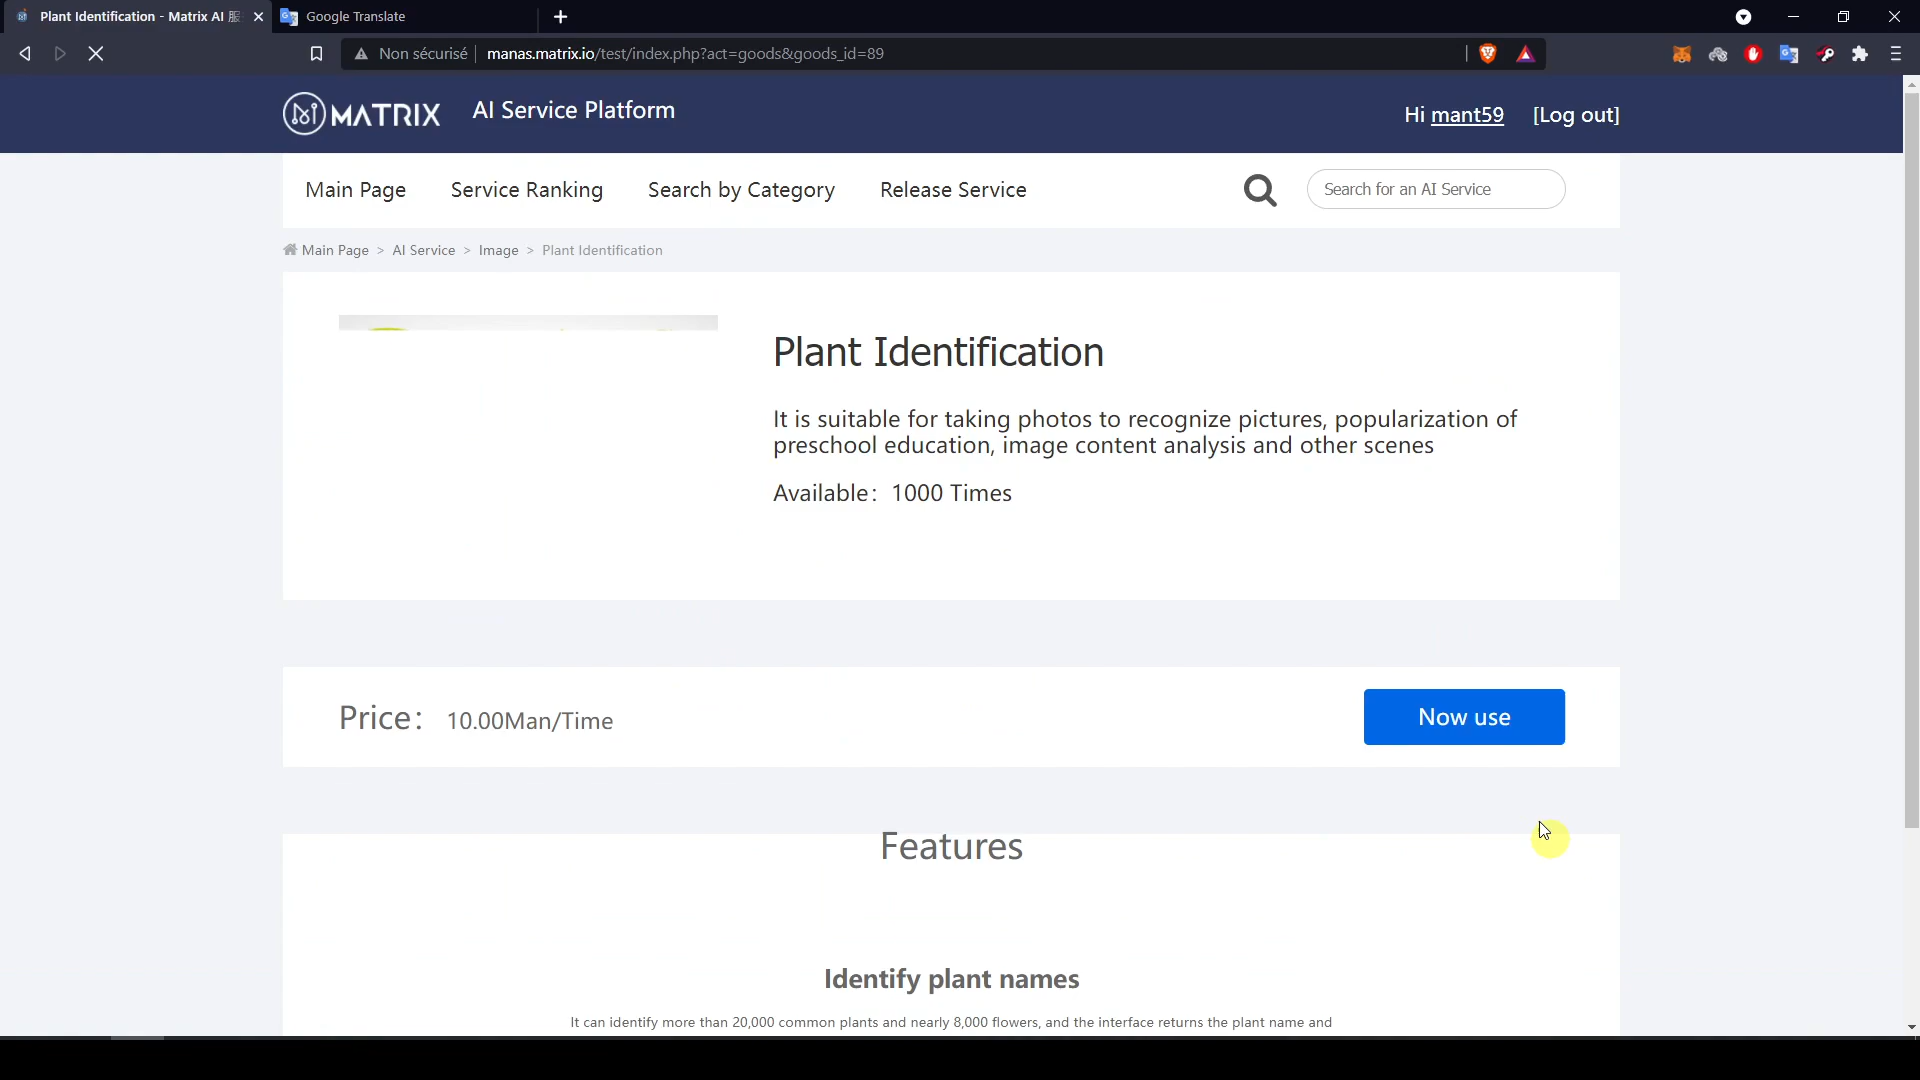 Plant Identification - Matrix AI 服
Google Translate
Non sécurisé
manas.matrix.io/test/index.php?act=goods&goods_id=89
MATRIX
AI Service Platform
Hi mant59
[Log out]
Main Page
Service Ranking
Search by Category
Release Service
Search for an AI Service
Main Page > AI Service > Image > Plant Identification
Plant Identification
It is suitable for taking photos to recognize pictures, popularization of
preschool education, image content analysis and other scenes
Available: 1000 Times
Price: 10.00Man/Time
Now use
Features
Identify plant names
It can identify more than 20,000 common plants and nearly 8,000 flowers, and the interface returns the plant name and